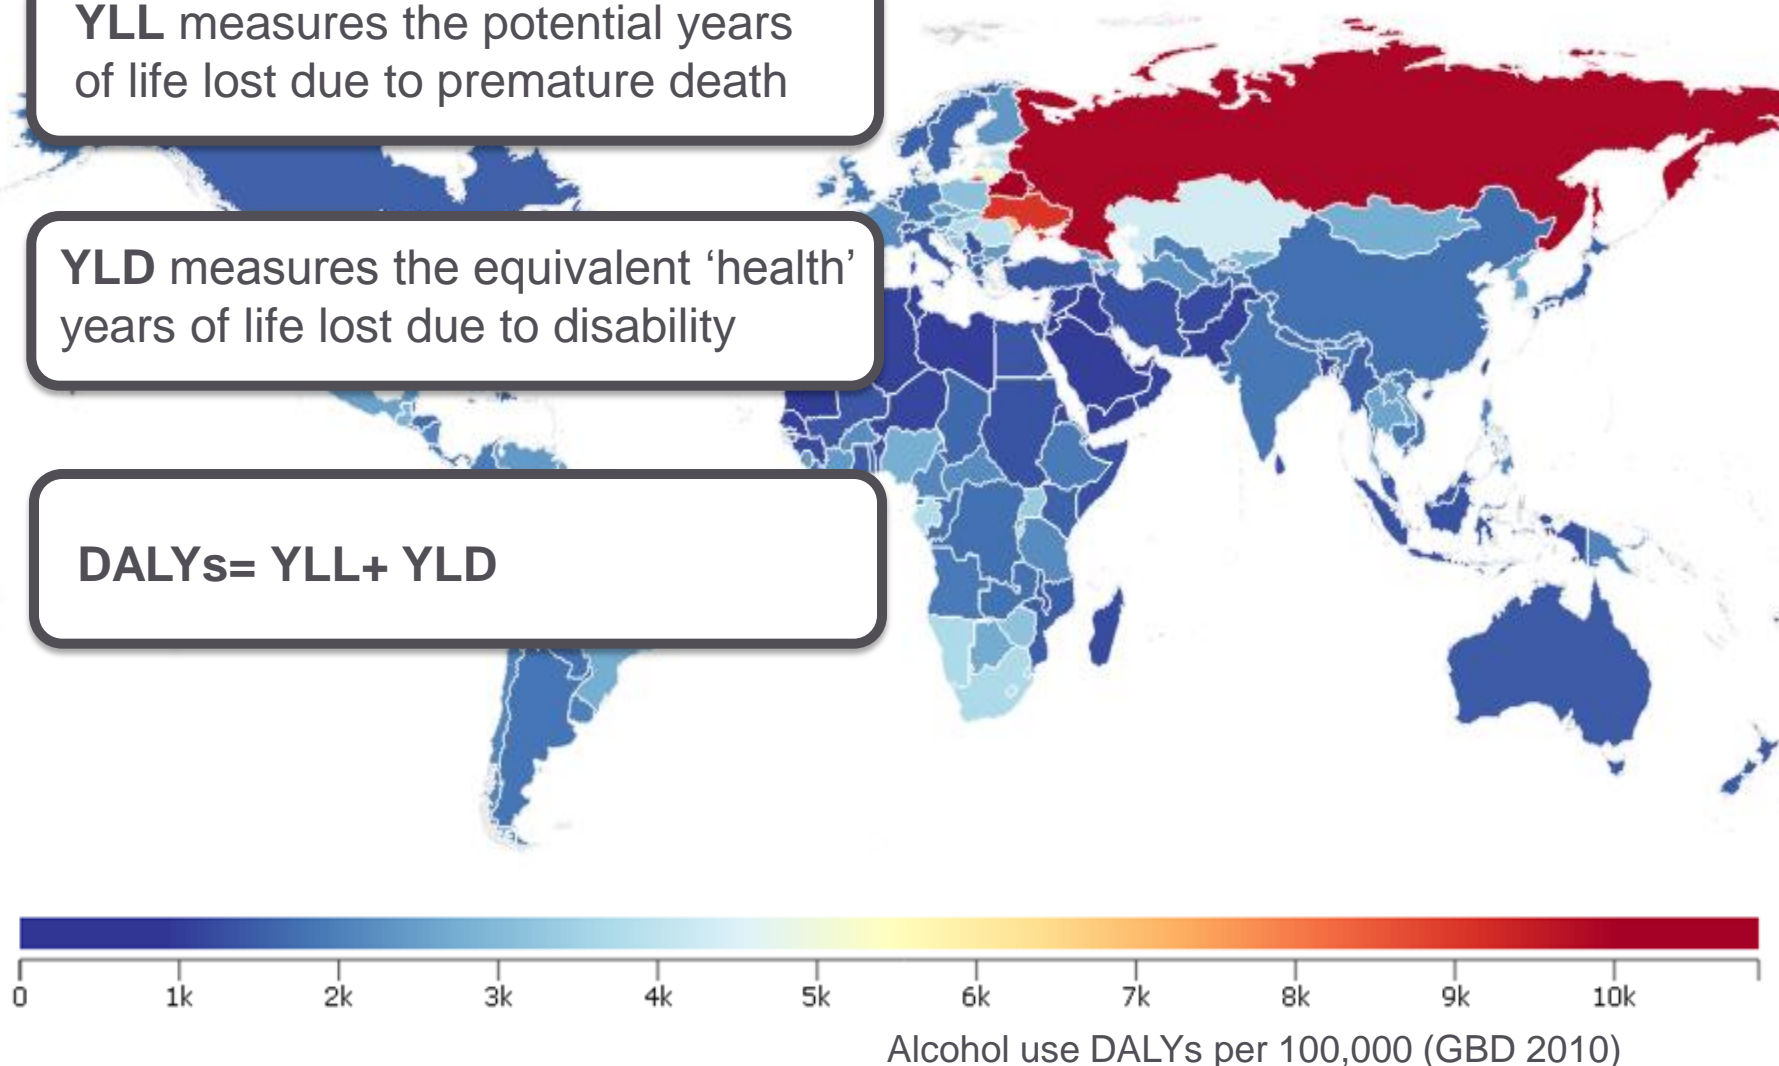 YLL measures the potential years
of life lost due to premature death
YLD measures the equivalent ‘health’
years of life lost due to disability
DALYs= YLL+ YLD
0 1k 2k 3k 4k 5k 6k 7k 8k 9k 10k
Alcohol use DALYs per 100,000 (GBD 2010)